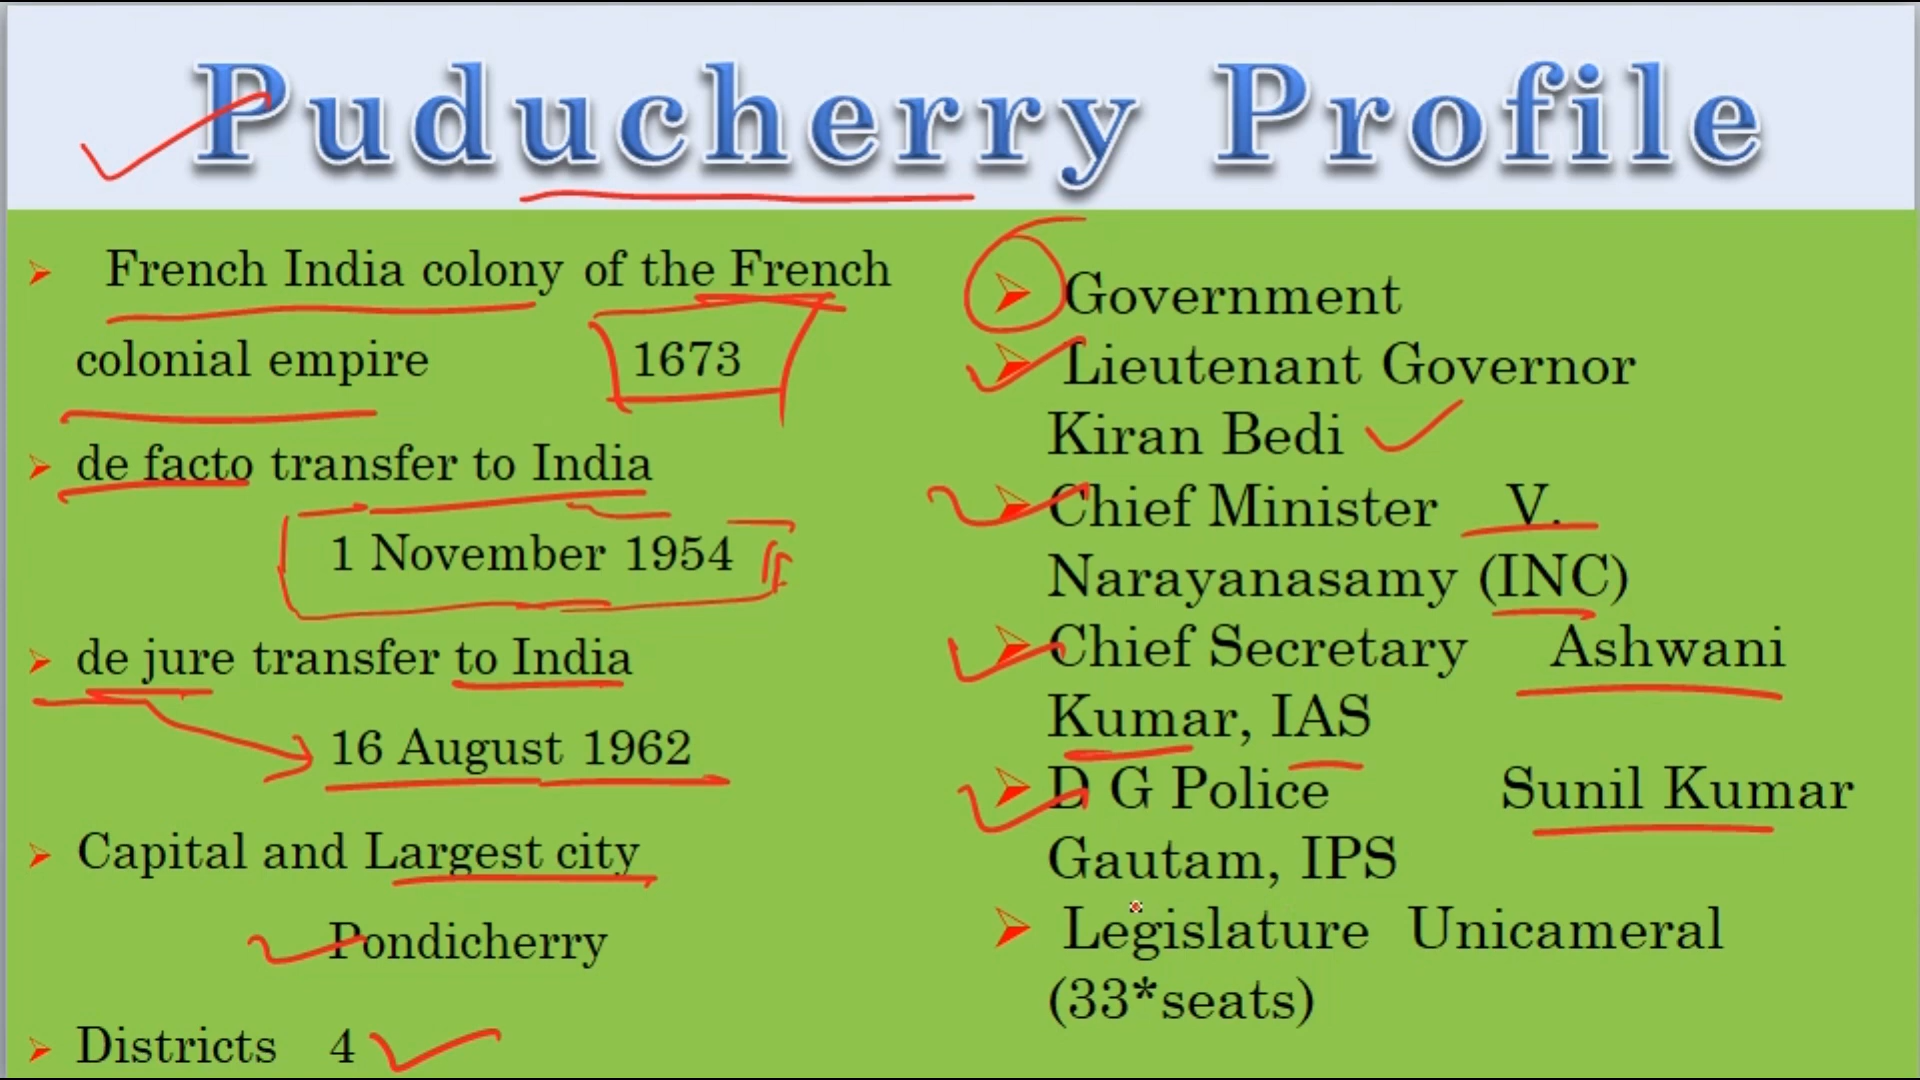 Puducherry Profile
French India colony of the French
colonial empire 1673
de facto transfer to India
1 November 1954
de jure transfer to India
16 August 1962
Capital and Largest city
Pondicherry
Districts 4
Government
Lieutenant Governor
Kiran Bedi
Chief Minister V.
Narayanasamy (INC)
Chief Secretary Ashwani
Kumar, IAS
D G Police Sunil Kumar
Gautam, IPS
Legislature Unicameral
(33*seats)